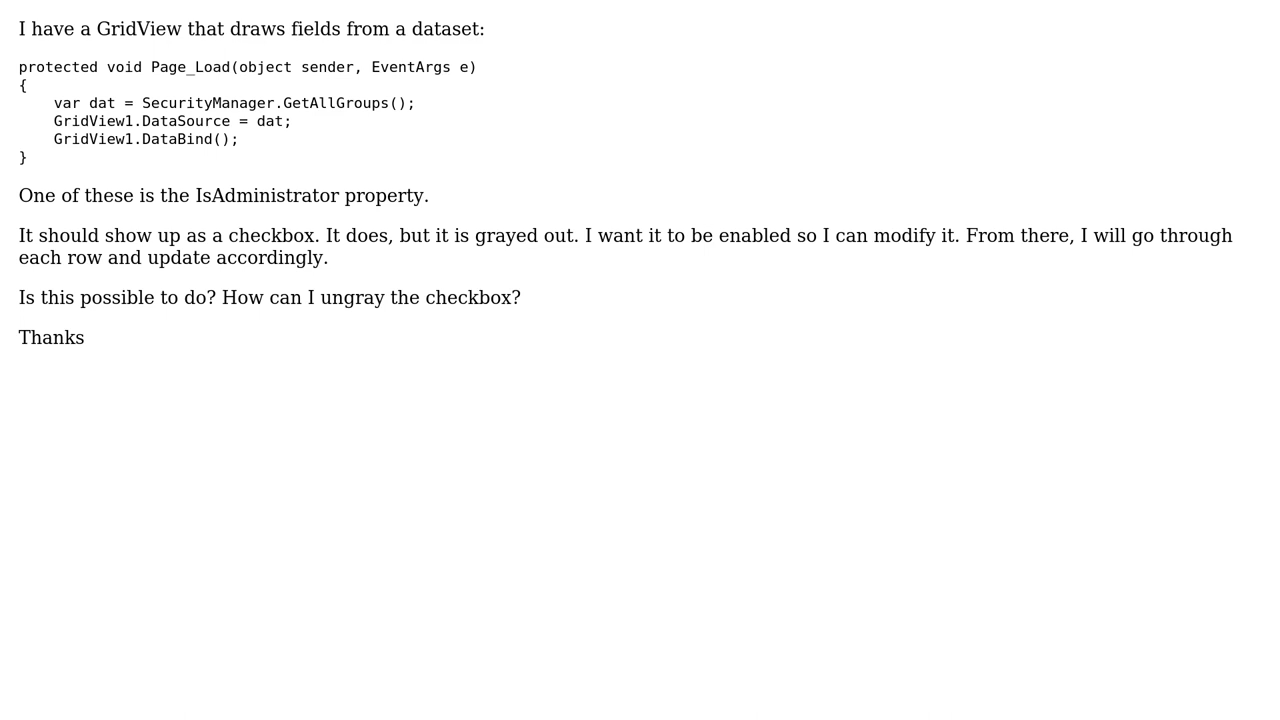 I have a GridView that draws fields from a dataset:
protected void Page_Load(object sender, EventArgs e)
{
    var dat = SecurityManager.GetAllGroups();
    GridView1.DataSource = dat;
    GridView1.DataBind();
}
One of these is the IsAdministrator property.
It should show up as a checkbox. It does, but it is grayed out. I want it to be enabled so I can modify it. From there, I will go through
each row and update accordingly.
Is this possible to do? How can I ungray the checkbox?
Thanks